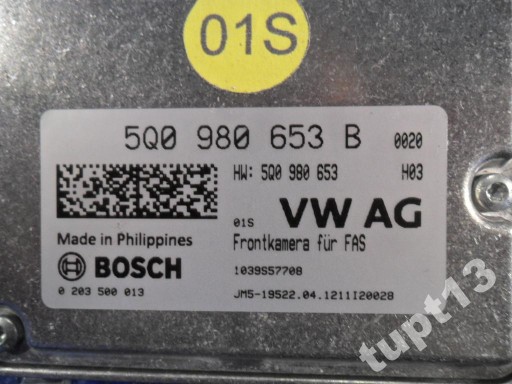 01S
5Q0 980 653 B 0020
HW: 5Q0 980 653 H03
01S VW AG
Made in Philippines Frontkamera für FAS
BOSCH 1039S57708
0 203 500 013 JM5-19522.04.1211I20028
tupt13